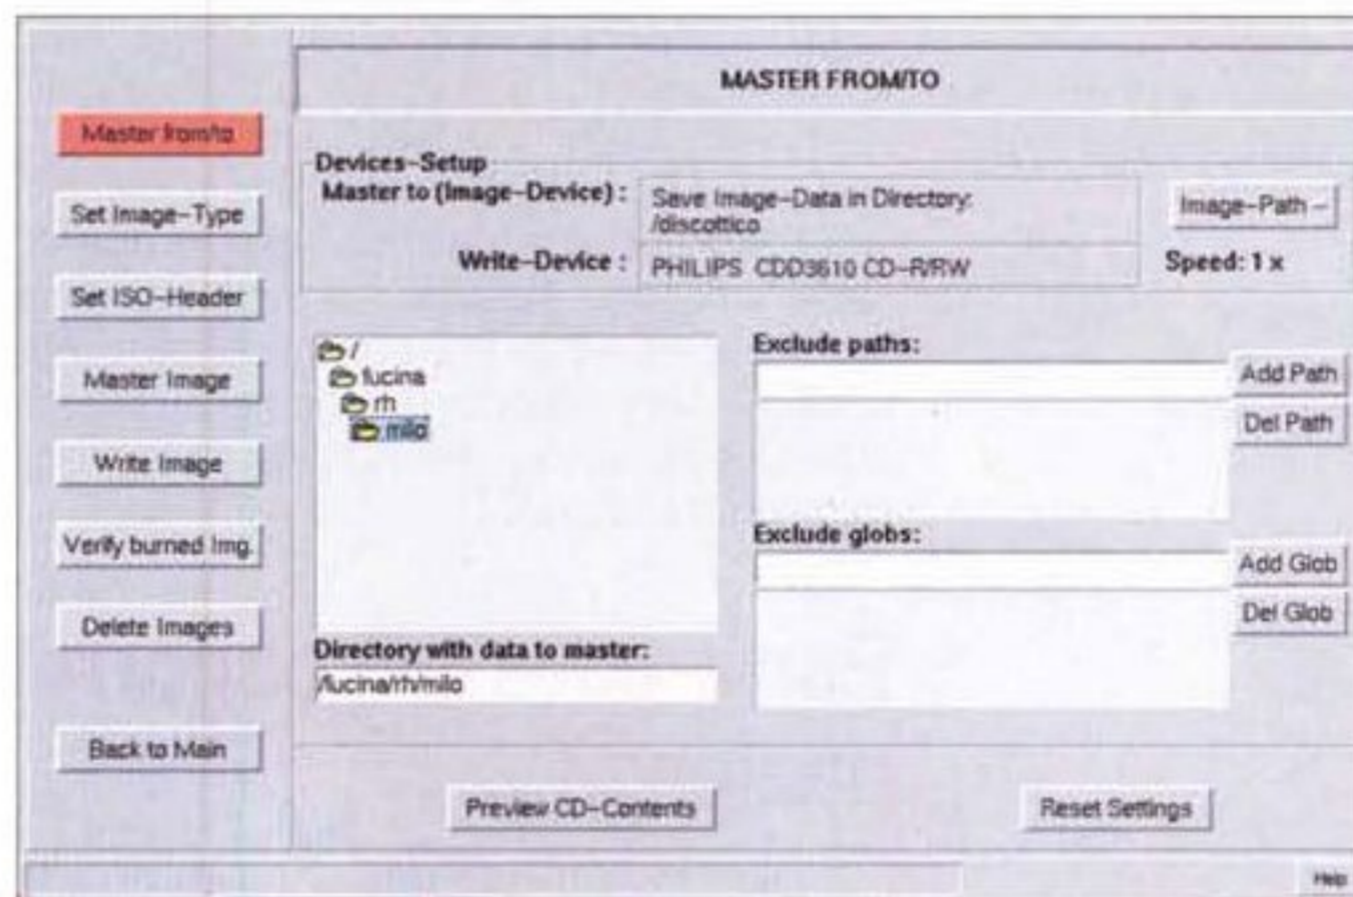 MASTER FROM/TO
Master from/to
Set Image-Type
Set ISO-Header
Master Image
Write Image
Verify burned Img.
Delete Images
Back to Main
Devices-Setup
Master to (Image-Device) :
Save Image-Data in Directory:
/discottico
Image-Path -
Write-Device :
PHILIPS CDD3610 CD-R/RW
Speed: 1 x
/
fucina
rh
milo
Directory with data to master:
/fucina/rh/milo
Exclude paths:
Add Path
Del Path
Exclude globs:
Add Glob
Del Glob
Preview CD-Contents
Reset Settings
Help